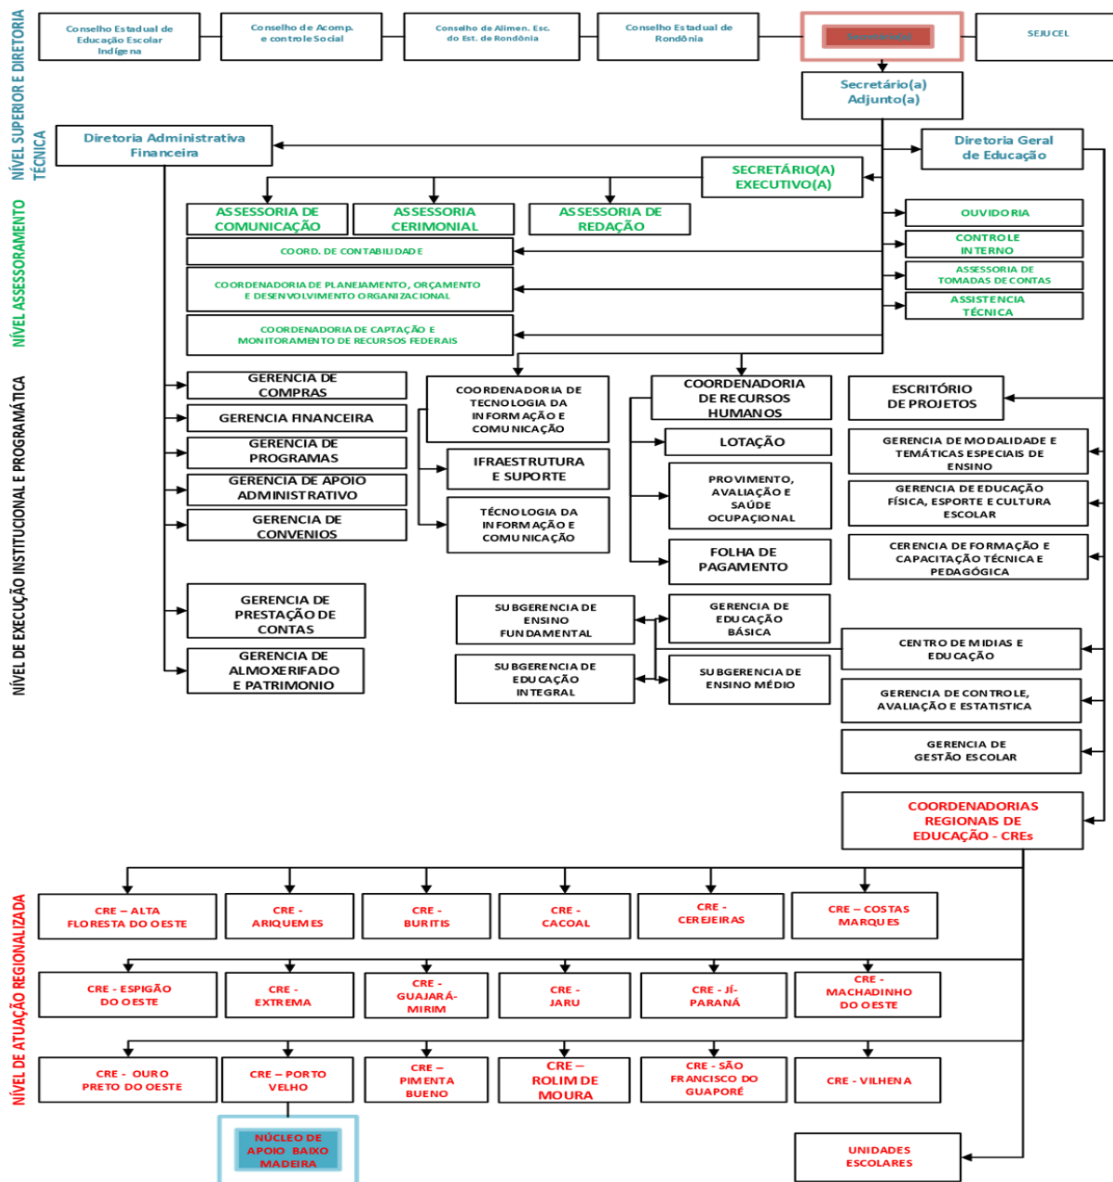 NÍVEL SUPERIOR E DIRETORIA
TÉCNICA
Conselho Estadual de
Educação Escolar
Indígena
Conselho de Acomp.
e controle Social
Conselho de Alimen. Esc.
do Est. de Rondônia
Conselho Estadual de
Rondônia
Secretário(a)
SEJUCEL
Secretário(a)
Adjunto(a)
Diretoria Administrativa
Financeira
Diretoria Geral
de Educação
NÍVEL ASSESSORAMENTO
SECRETÁRIO(A)
EXECUTIVO(A)
ASSESSORIA DE
COMUNICAÇÃO
ASSESSORIA
CERIMONIAL
ASSESSORIA DE
REDAÇÃO
OUVIDORIA
COORD. DE CONTABILIDADE
CONTROLE
INTERNO
COORDENADORIA DE PLANEJAMENTO, ORÇAMENTO
E DESENVOLVIMENTO ORGANIZACIONAL
ASSESSORIA DE
TOMADAS DE CONTAS
ASSISTENCIA
TÉCNICA
COORDENADORIA DE CAPTAÇÃO E
MONITORAMENTO DE RECURSOS FEDERAIS
NÍVEL DE EXECUÇÃO INSTITUCIONAL E PROGRAMÁTICA
GERENCIA DE
COMPRAS
GERENCIA FINANCEIRA
GERENCIA DE
PROGRAMAS
GERENCIA DE APOIO
ADMINISTRATIVO
GERENCIA DE
CONVENIOS
GERENCIA DE
PRESTAÇÃO DE
CONTAS
GERENCIA DE
ALMOXERIFADO
E PATRIMONIO
COORDENADORIA DE
TECNOLOGIA DA
INFORMAÇÃO E
COMUNICAÇÃO
IFRAESTRUTURA
E SUPORTE
TÉCNOLOGIA DA
INFORMAÇÃO E
COMUNICAÇÃO
COORDENADORIA
DE RECURSOS
HUMANOS
LOTAÇÃO
PROVIMENTO,
AVALIAÇÃO E
SAÚDE
OCUPAÇIONAL
FOLHA DE
PAGAMENTO
ESCRITÓRIO
DE PROJETOS
GERENCIA DE MODALIDADE E
TEMÁTICAS ESPECIAIS DE
ENSINO
GERENCIA DE EDUCAÇÃO
FÍSICA, ESPORTE E CULTURA
ESCOLAR
CERENCIA DE FORMAÇÃO E
CAPACITAÇÃO TÉCNICA E
PEDAGÓGICA
SUBGERENCIA DE
ENSINO
FUNDAMENTAL
GERENCIA DE
EDUCAÇÃO
BÁSICA
SUBGERENCIA DE
EDUCAÇÃO
INTEGRAL
SUBGERENCIA DE
ENSINO MÉDIO
CENTRO DE MIDIAS E
EDUCAÇÃO
GERENCIA DE CONTROLE,
AVALIAÇÃO E ESTATISTICA
GERENCIA DE
GESTÃO ESCOLAR
COORDENADORIAS
REGIONAIS DE
EDUCAÇÃO - CREs
NÍVEL DE ATUAÇÃO REGIONALIZADA
CRE – ALTA
FLORESTA DO OESTE
CRE -
ARIQUEMES
CRE -
BURITIS
CRE -
CACOAL
CRE -
CEREJEIRAS
CRE – COSTAS
MARQUES
CRE - ESPIGÃO
DO OESTE
CRE -
EXTREMA
CRE -
GUAJARÁ-
MIRIM
CRE -
JARU
CRE - JÍ-
PARANÁ
CRE -
MACHADINHO
DO OESTE
CRE - OURO
PRETO DO OESTE
CRE – PORTO
VELHO
CRE –
PIMENTA
BUENO
CRE –
ROLIM DE
MOURA
CRE - SÃO
FRANCISCO DO
GUAPORÉ
CRE - VILHENA
NÚCLEO DE
APOIO BAIXO
MADEIRA
UNIDADES
ESCOLARES